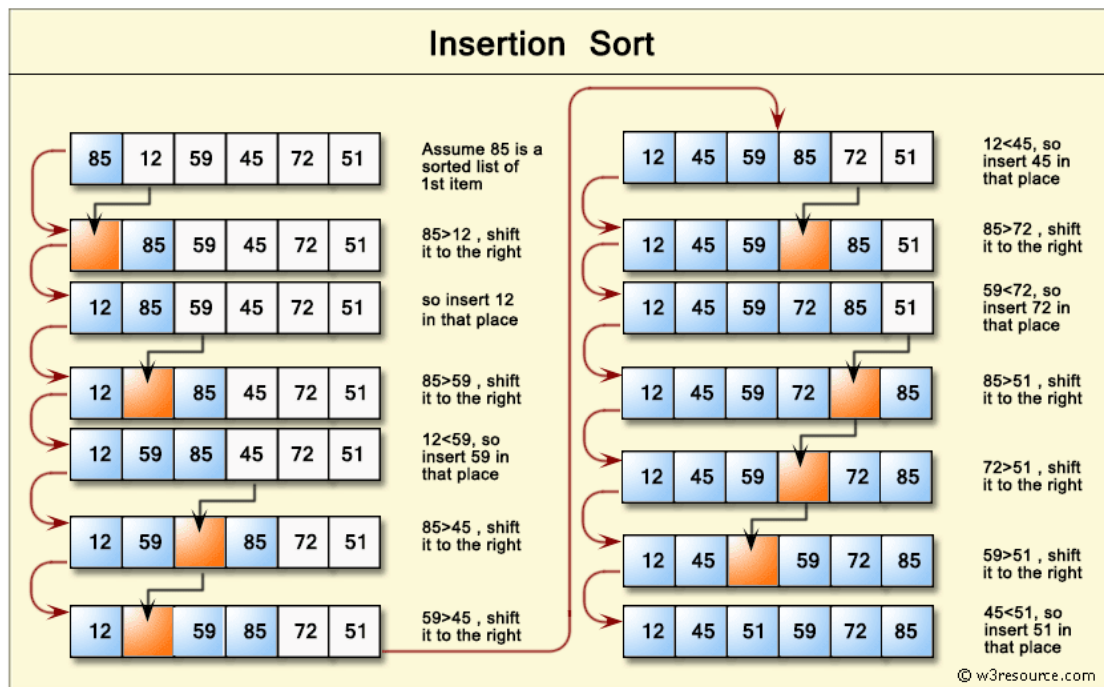 Insertion Sort
85 12 59 45 72 51
Assume 85 is a
sorted list of
1st item
85 59 45 72 51
85>12 , shift
it to the right
12 85 59 45 72 51
so insert 12
in that place
12 85 45 72 51
85>59 , shift
it to the right
12 59 85 45 72 51
12<59, so
insert 59 in
that place
12 59 85 72 51
85>45 , shift
it to the right
12 59 85 72 51
59>45 , shift
it to the right
12 45 59 85 72 51
12<45, so
insert 45 in
that place
12 45 59 85 51
85>72 , shift
it to the right
12 45 59 72 85 51
59<72, so
insert 72 in
that place
12 45 59 72 85
85>51 , shift
it to the right
12 45 59 72 85
72>51 , shift
it to the right
12 45 59 72 85
59>51 , shift
it to the right
12 45 51 59 72 85
45<51, so
insert 51 in
that place
© w3resource.com